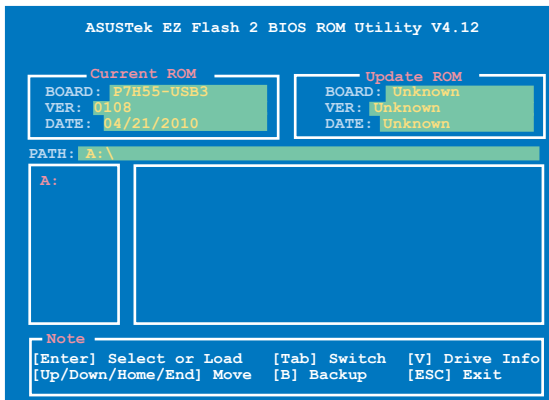 ASUSTek EZ Flash 2 BIOS ROM Utility V4.12
Current ROM
BOARD: P7H55-USB3
VER: 0108
DATE: 04/21/2010
Update ROM
BOARD: Unknown
VER: Unknown
DATE: Unknown
PATH: A:\
A:
Note
[Enter] Select or Load [Tab] Switch [V] Drive Info
[Up/Down/Home/End] Move [B] Backup [ESC] Exit